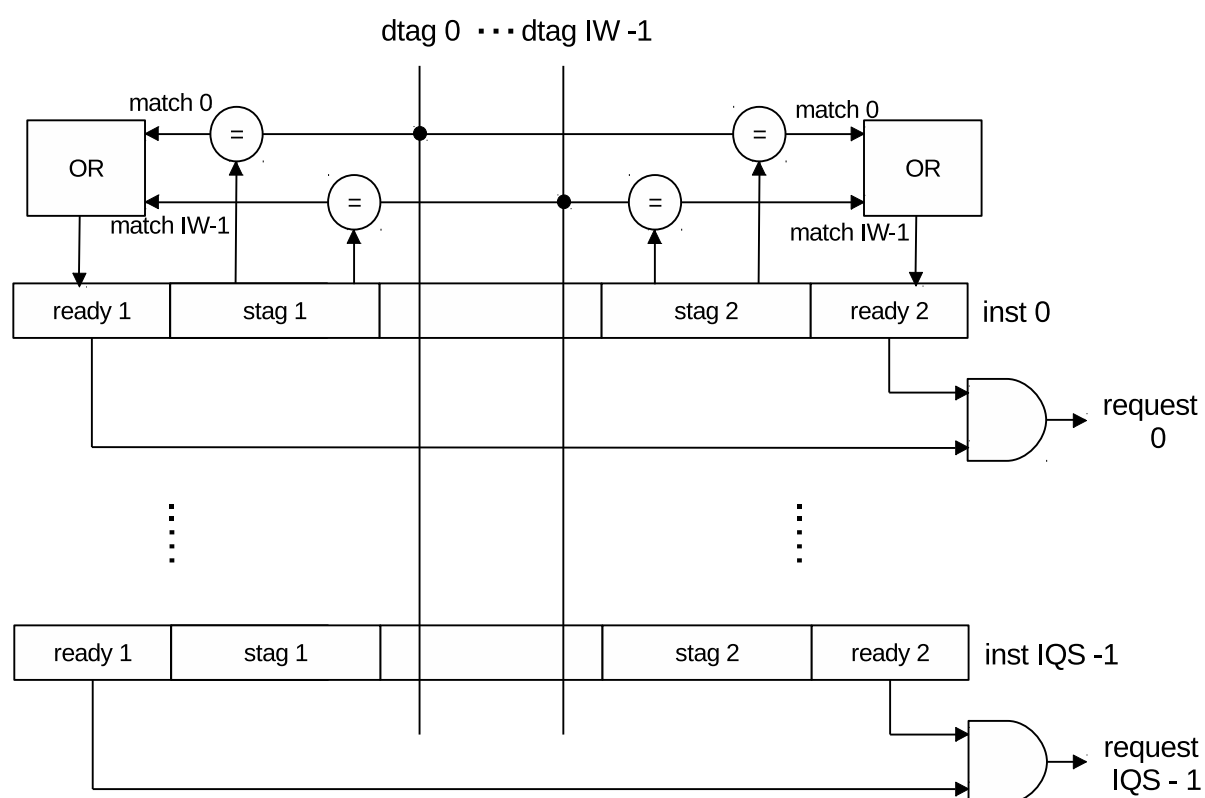 dtag 0 ···dtag IW -1
match 0
match 0
=
=
OR
OR
=
=
match IW-1
match IW-1
ready 1
stag 1
stag 2
ready 2
inst 0
request
0
ready 1
stag 1
stag 2
ready 2
inst IQS -1
request
IQS - 1